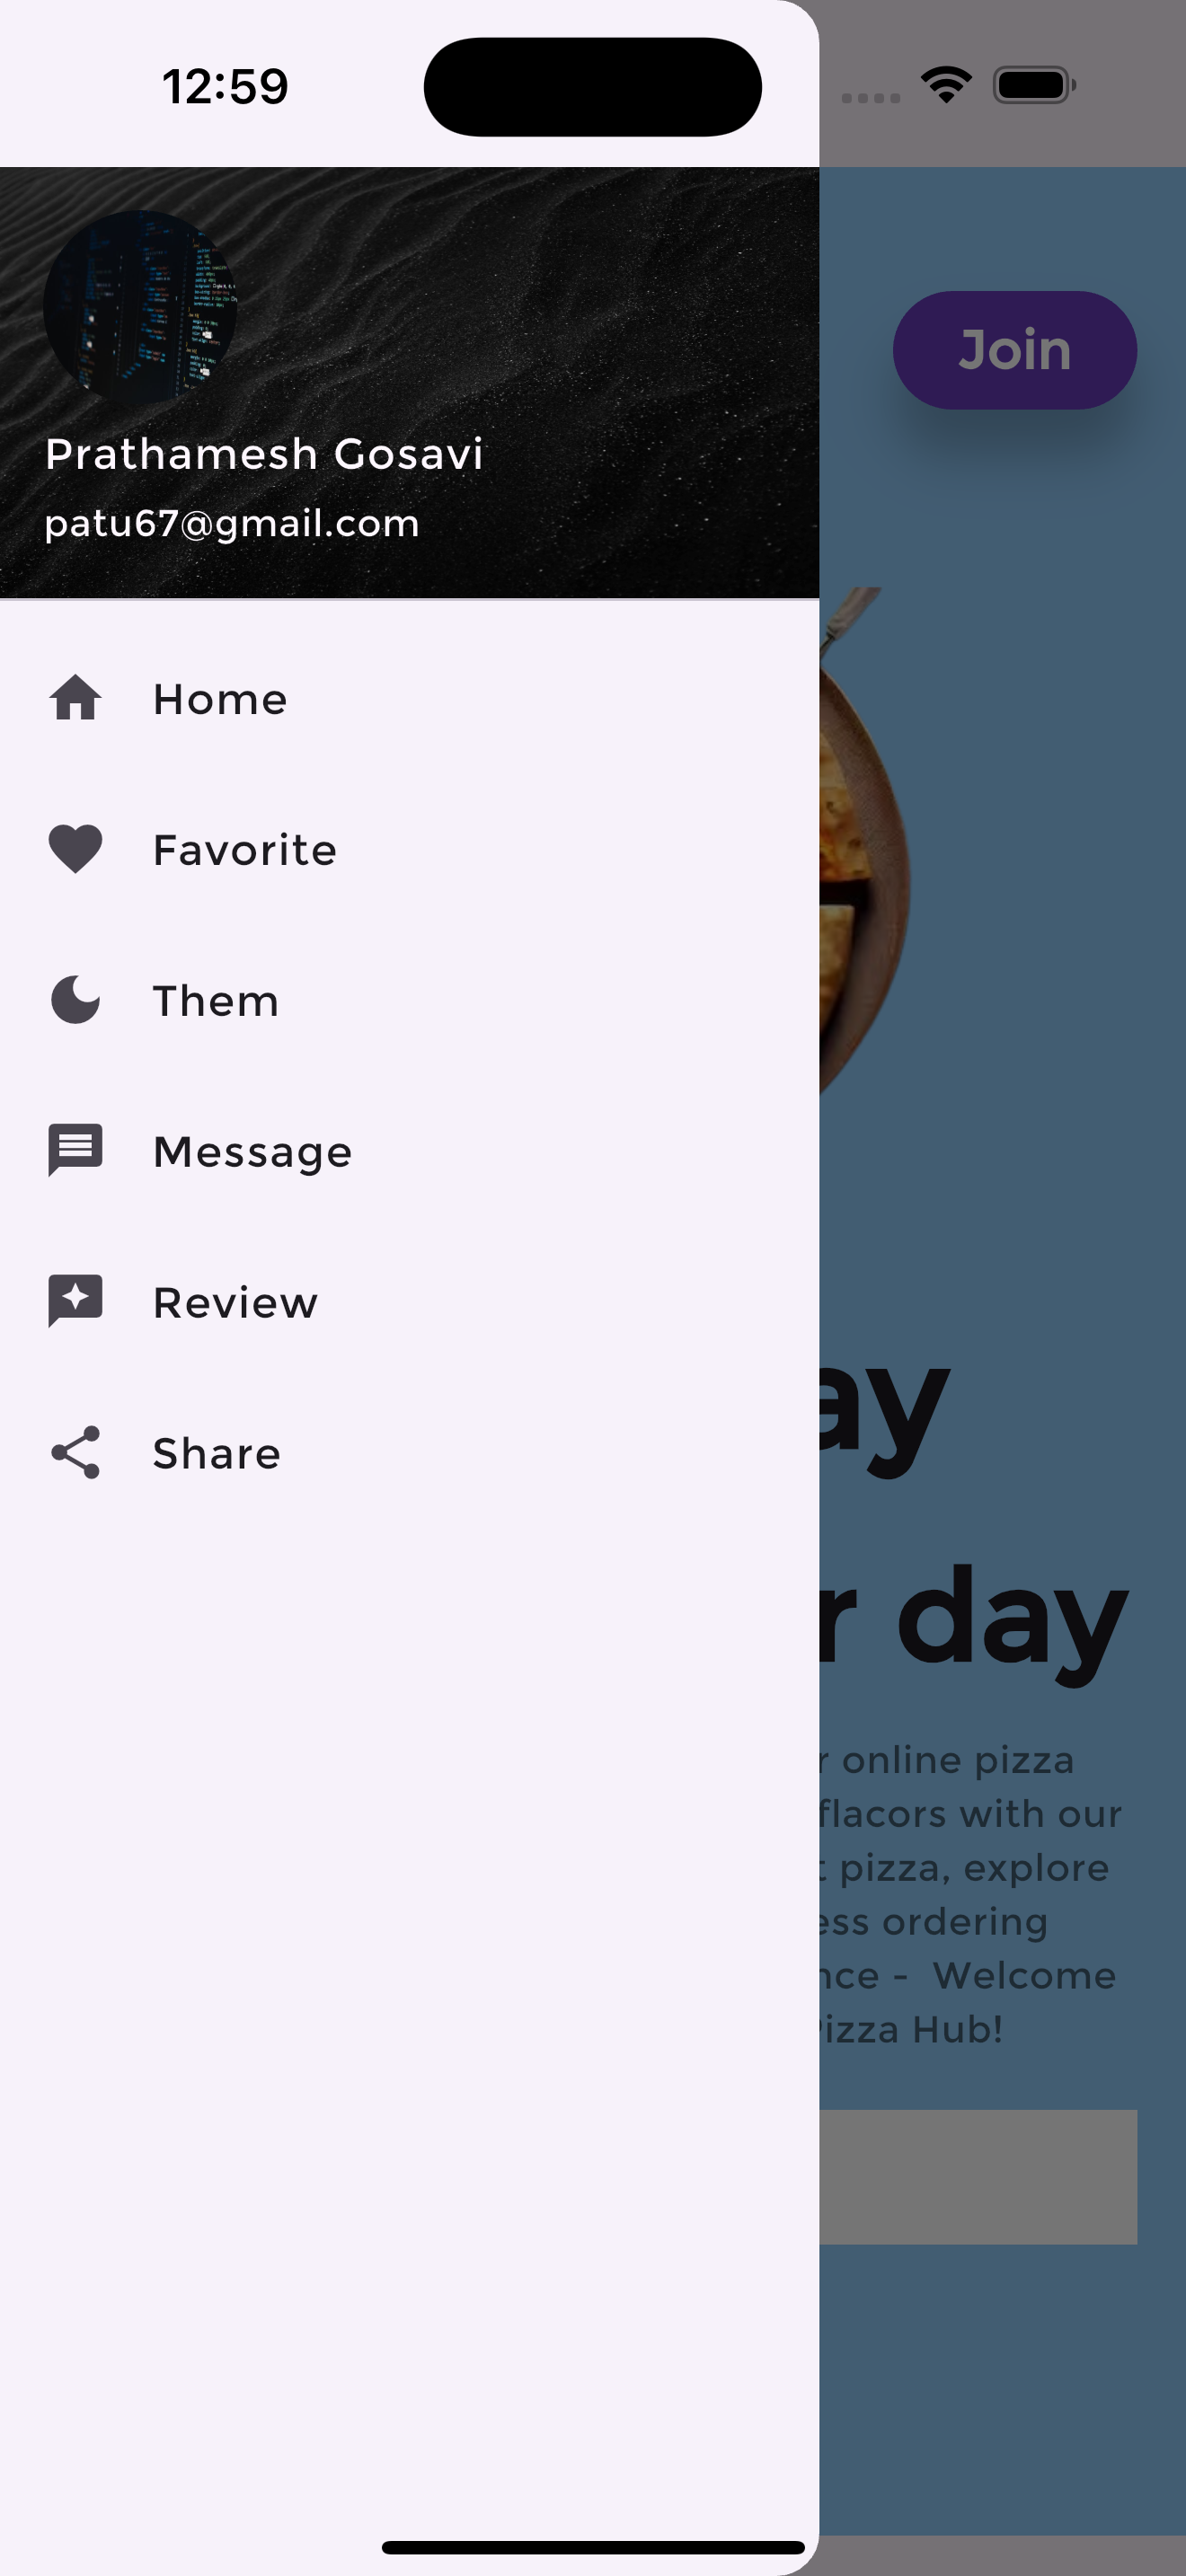 12:59
Join
Prathamesh Gosavi
patu67@gmail.com
Home
Favorite
Them
Message
Review
Share
ay
r day
r online pizza
flacors with our
t pizza, explore
ess ordering
nce - Welcome
Pizza Hub!